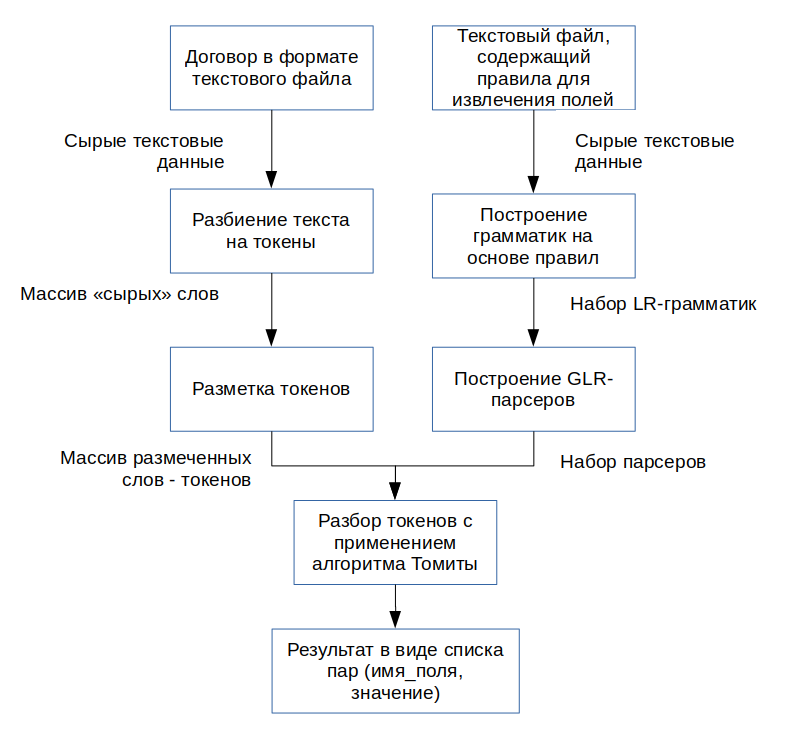 Договор в формате
текстового файла
Текстовый файл,
содержащий
правила для
извлечения полей
Сырые текстовые
данные
Сырые текстовые
данные
Разбиение текста
на токены
Построение
грамматик на
основе правил
Массив «сырых» слов
Набор LR-грамматик
Разметка токенов
Построение GLR-
парсеров
Массив размеченных
слов - токенов
Набор парсеров
Разбор токенов с
применением
алгоритма Томиты
Результат в виде списка
пар (имя_поля,
значение)